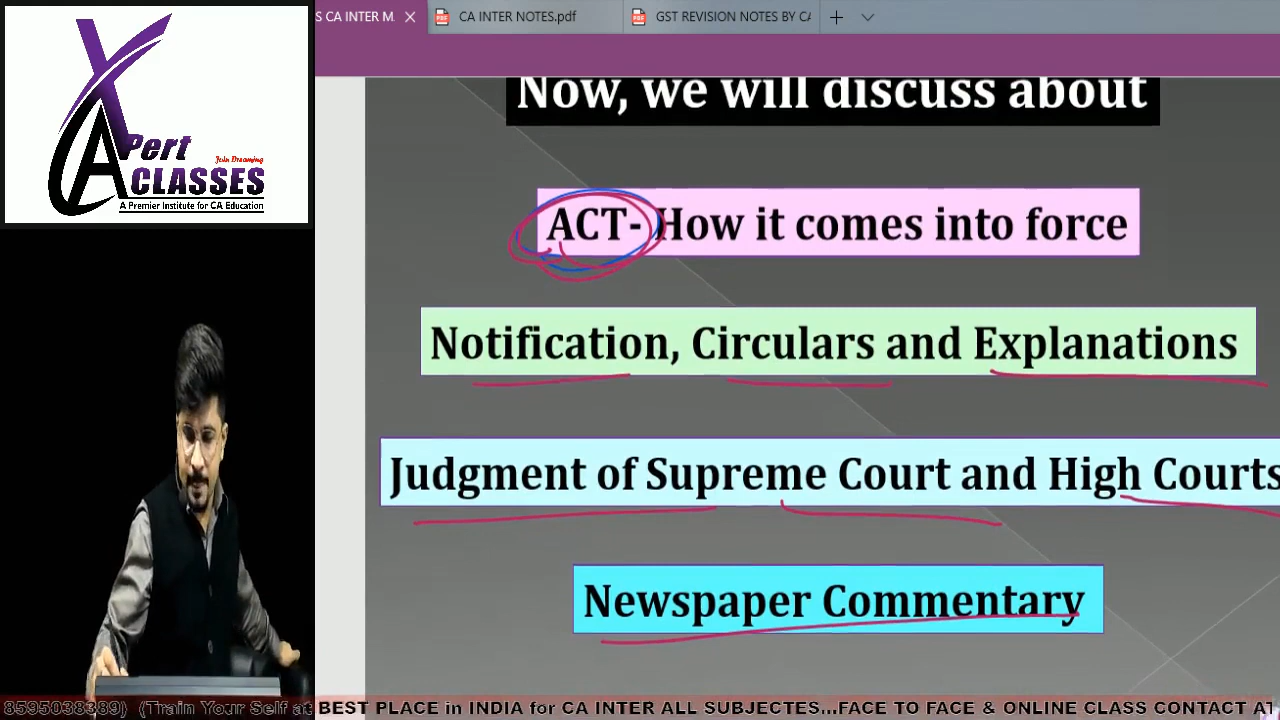 S CA INTER M.
CA INTER NOTES.pdf
GST REVISION NOTES BY CA
X
Pert
Join Dreaming
CA CLASSES
A Premier Institute for CA Education
Now, we will discuss about
ACT- How it comes into force
Notification, Circulars and Explanations
Judgment of Supreme Court and High Courts
Newspaper Commentary
8595038389) (Train Your Self at BEST PLACE in INDIA for CA INTER ALL SUBJECTES...FACE TO FACE & ONLINE CLASS CONTACT AT